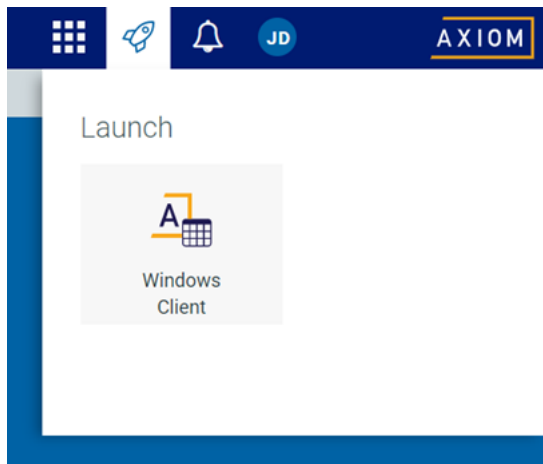 JD
AXIOM
Launch
A
Windows
Client